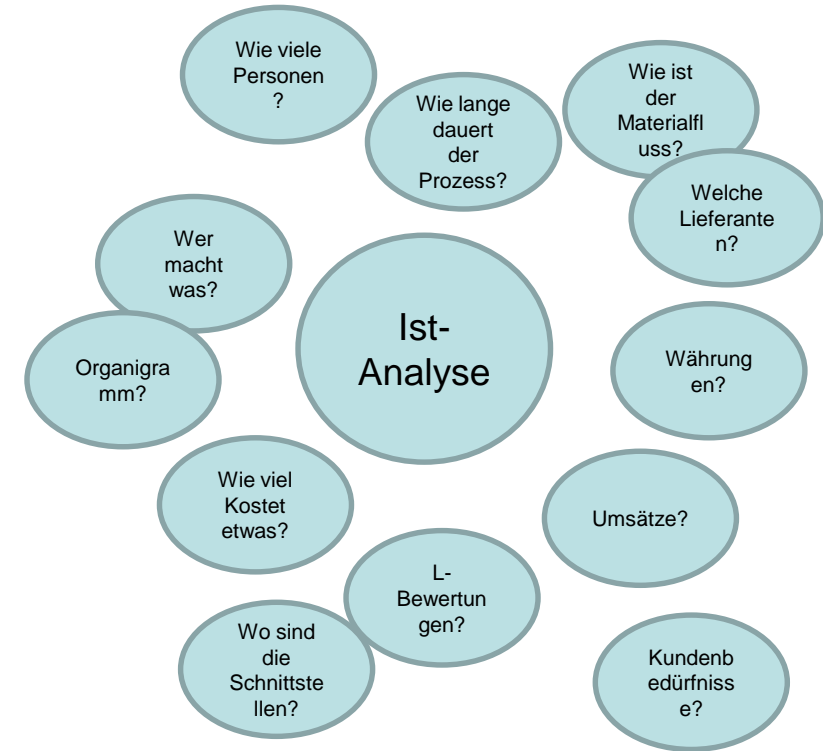 Wie viele
Personen
?
Wie lange
dauert
der
Prozess?
Wie ist
der
Materialfl
uss?
Welche
Lieferante
n?
Wer
macht
was?
Ist-
Analyse
Organigra
mm?
Währung
en?
Wie viel
Kostet
etwas?
Umsätze?
L-
Bewertun
gen?
Wo sind
die
Schnittste
llen?
Kundenb
edürfniss
e?